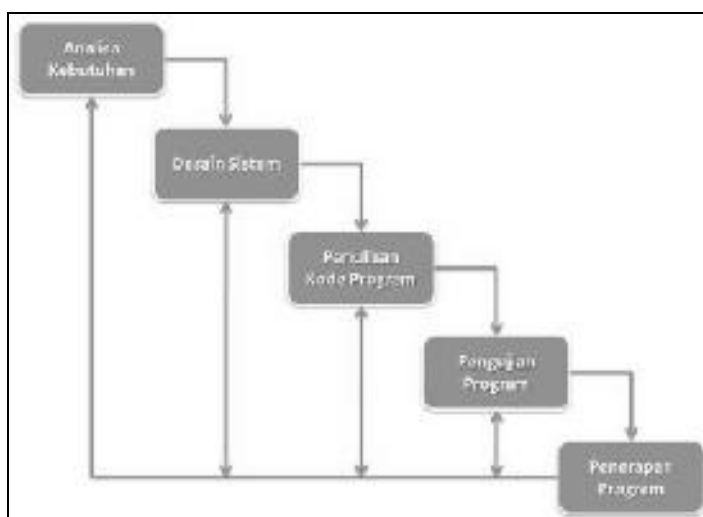 Analisa
Kebutuhan
Desain Sistem
Penulisan
Kode Program
Pengujian
Program
Penerapan
Program